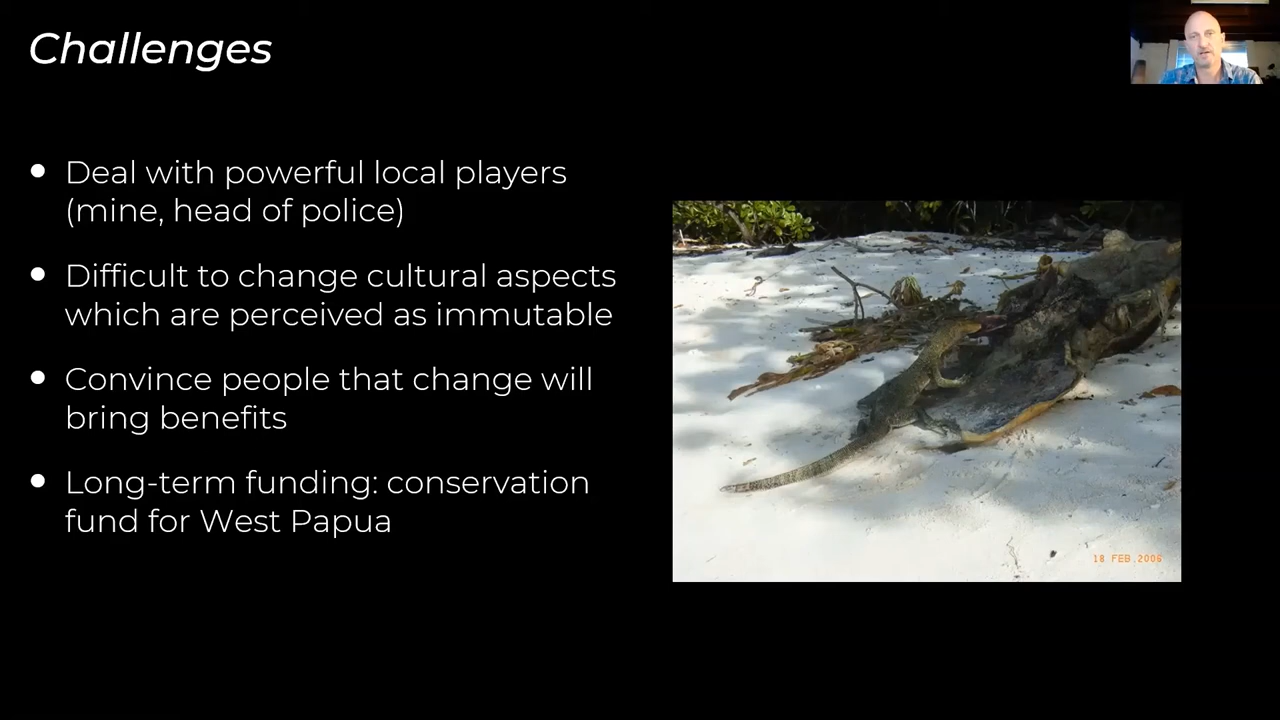 Challenges
• Deal with powerful local players
(mine, head of police)
• Difficult to change cultural aspects
which are perceived as immutable
• Convince people that change will
bring benefits
• Long-term funding: conservation
fund for West Papua
18 FEB 2006